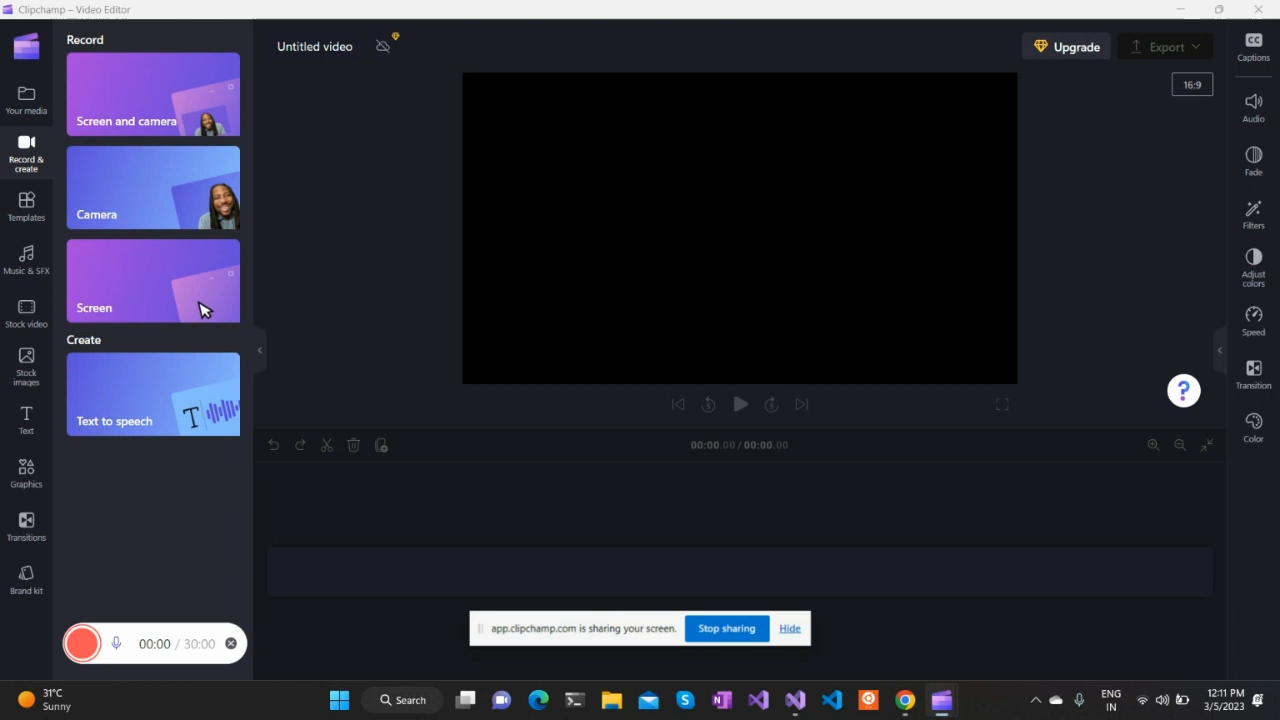 Clipchamp - Video Editor
Record
Screen and camera
Camera
Screen
Create
Text to speech
Your media
Record &
create
Templates
Music & SFX
Stock video
Stock
images
Text
Graphics
Transitions
Brand kit
Untitled video
Upgrade
Export
16:9
00:00.00 / 00:00.00
CC
Captions
Audio
Fade
Filters
Adjust
colors
Speed
Transition
Color
?
00:00 / 30:00
app.clipchamp.com is sharing your screen.
Stop sharing
Hide
31°C
Sunny
Search
ENG
IN
12:11 PM
3/5/2023